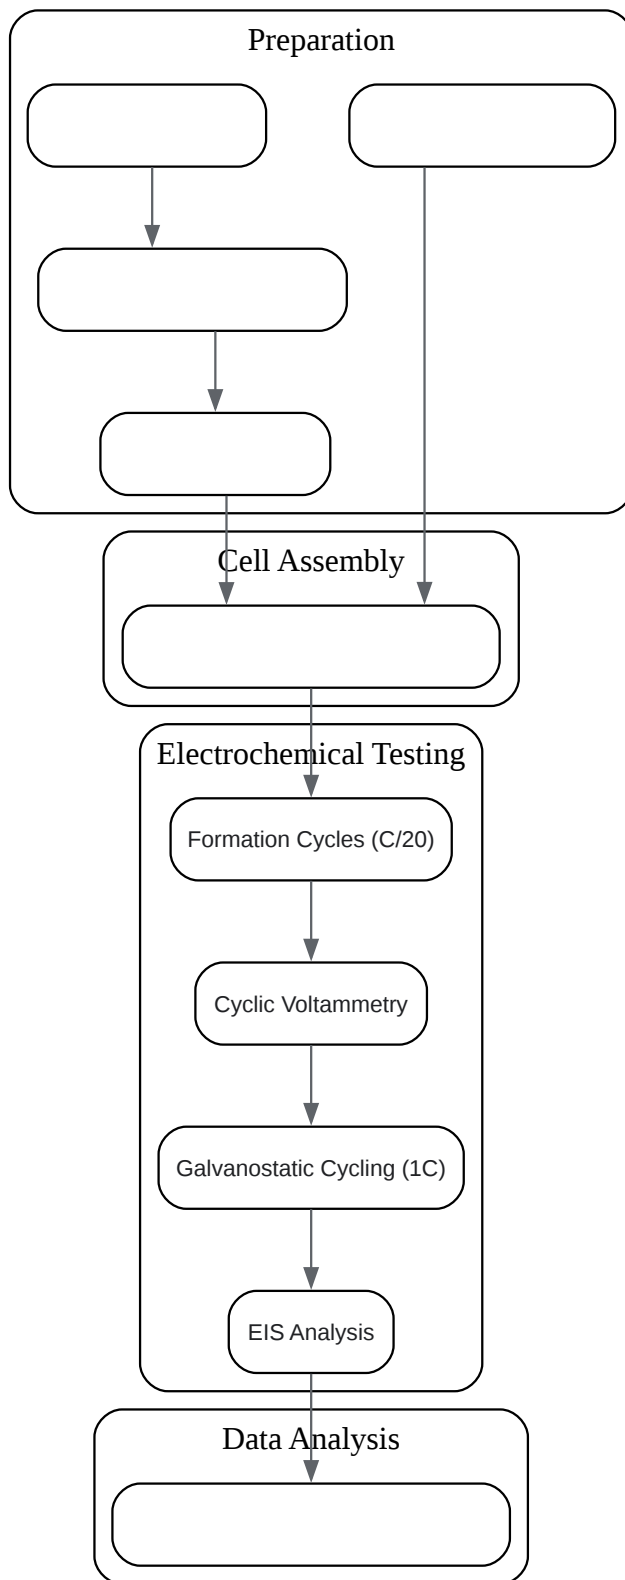 Preparation
Cell Assembly
Electrochemical Testing
Formation Cycles (C/20)
Cyclic Voltammetry
Galvanostatic Cycling (1C)
EIS Analysis
Data Analysis